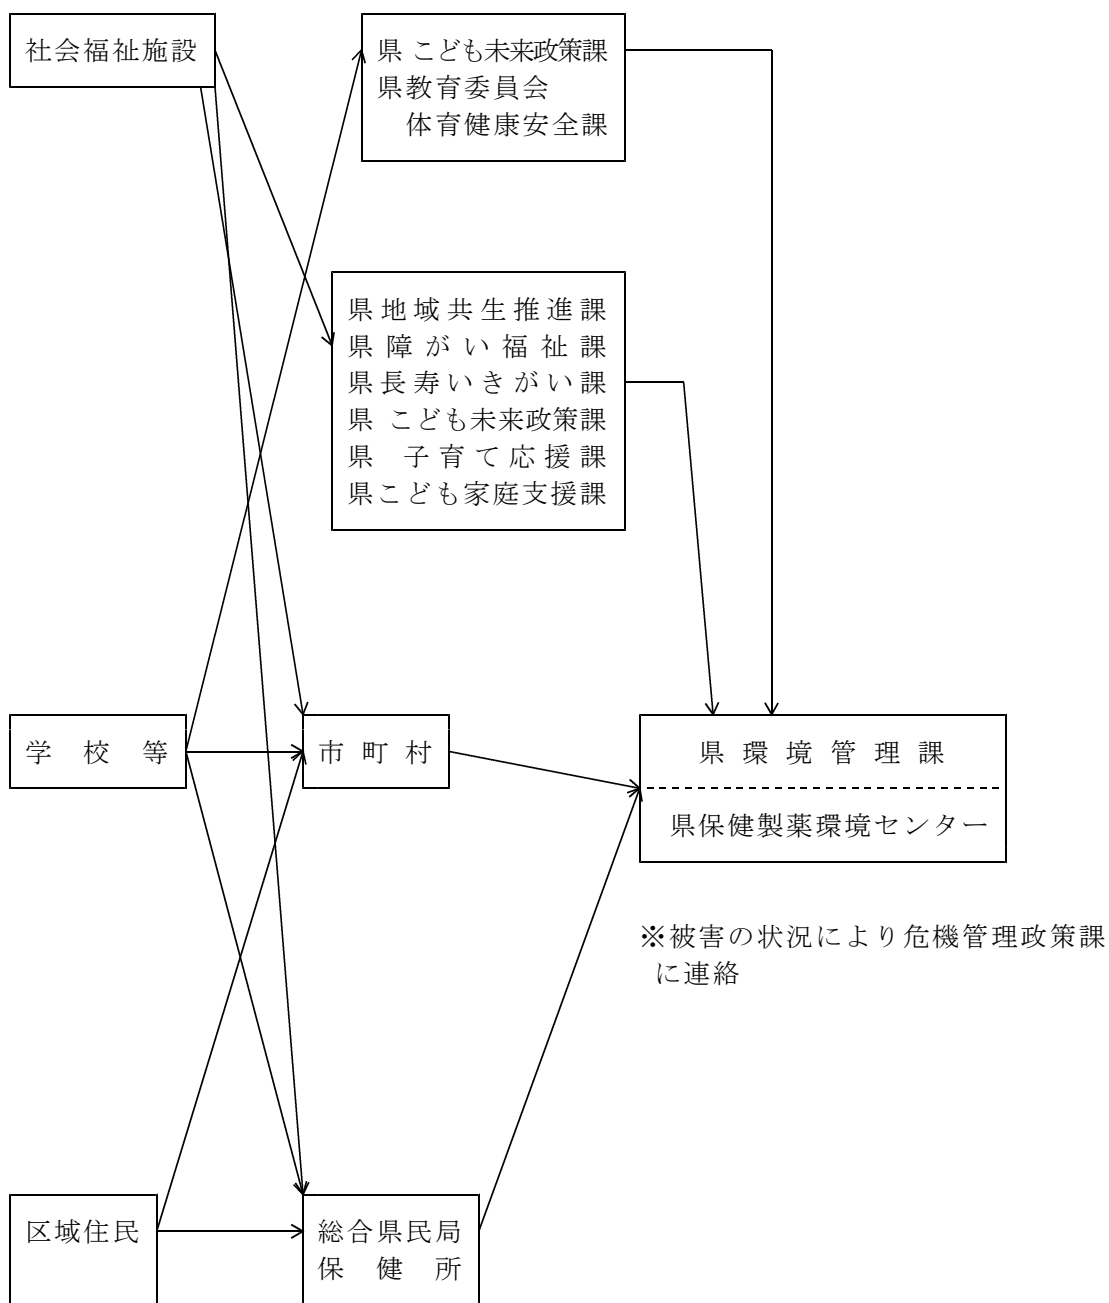 社会福祉施設
県 こども未来政策課
県教育委員会
体育健康安全課
県地域共生推進課
県障がい福祉課
県長寿いきがい課
県 こども未来政策課
県 子育て応援課
県こども家庭支援課
学校等
市町村
県環境管理課
県保健製薬環境センター
※被害の状況により危機管理政策課
に連絡
区域住民
総合県民局
保健所